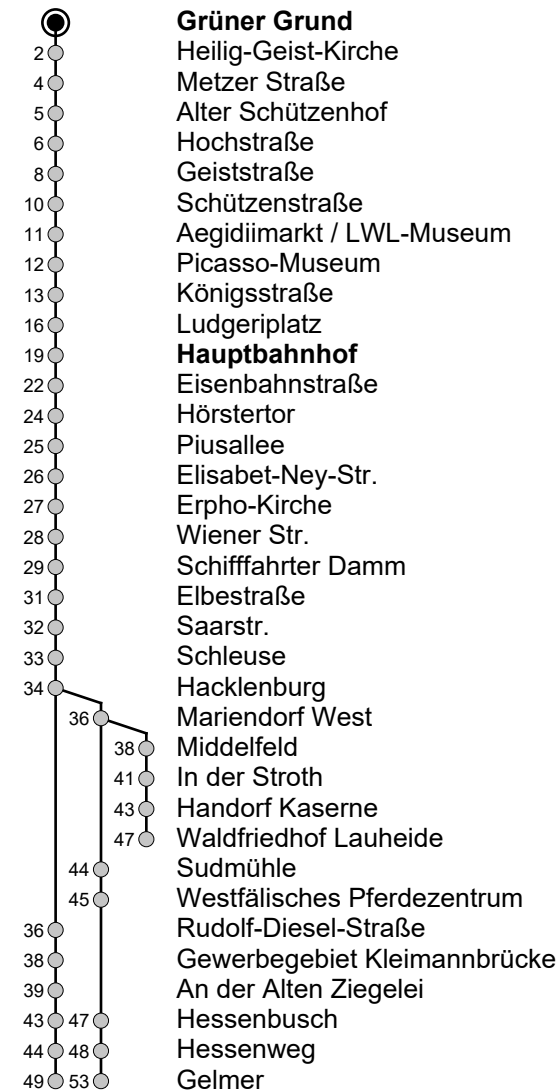 Grüner Grund
2 Heilig-Geist-Kirche
4 Metzer Straße
5 Alter Schützenhof
6 Hochstraße
8 Geiststraße
10 Schützenstraße
11 Aegidiimarkt / LWL-Museum
12 Picasso-Museum
13 Königsstraße
16 Ludgeriplatz
19 Hauptbahnhof
22 Eisenbahnstraße
24 Hörstertor
25 Piusallee
26 Elisabet-Ney-Str.
27 Erpho-Kirche
28 Wiener Str.
29 Schifffahrter Damm
31 Elbestraße
32 Saarstr.
33 Schleuse
34 Hacklenburg
36 Mariendorf West
38 Middelfeld
41 In der Stroth
43 Handorf Kaserne
47 Waldfriedhof Lauheide
44 Sudmühle
45 Westfälisches Pferdezentrum
36 Rudolf-Diesel-Straße
38 Gewerbegebiet Kleimannbrücke
39 An der Alten Ziegelei
43 47 Hessenbusch
44 48 Hessenweg
49 53 Gelmer